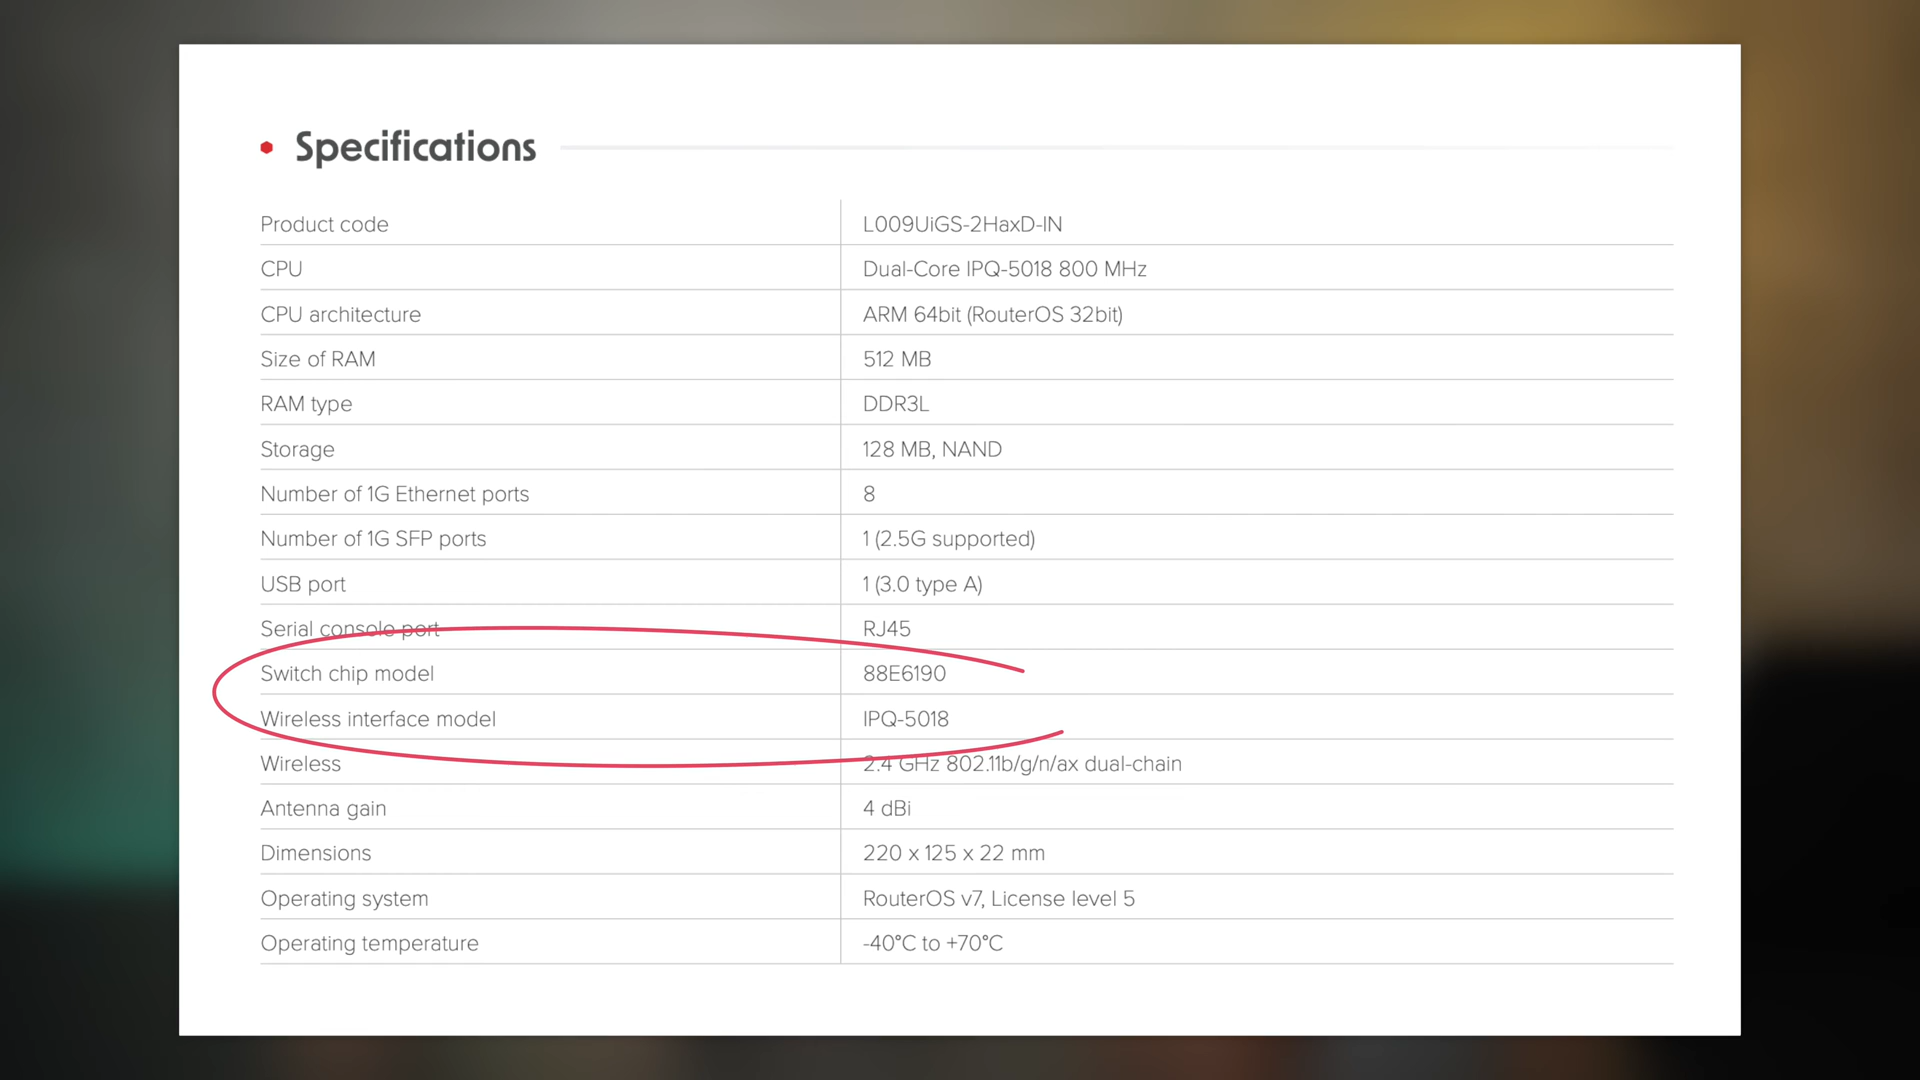 Specifications
Product code L009UiGS-2HaxD-IN
CPU Dual-Core IPQ-5018 800 MHz
CPU architecture ARM 64bit (RouterOS 32bit)
Size of RAM 512 MB
RAM type DDR3L
Storage 128 MB, NAND
Number of 1G Ethernet ports 8
Number of 1G SFP ports 1 (2.5G supported)
USB port 1 (3.0 type A)
Serial console port RJ45
Switch chip model 88E6190
Wireless interface model IPQ-5018
Wireless 2.4 GHz 802.11b/g/n/ax dual-chain
Antenna gain 4 dBi
Dimensions 220 x 125 x 22 mm
Operating system RouterOS v7, License level 5
Operating temperature -40°C to +70°C